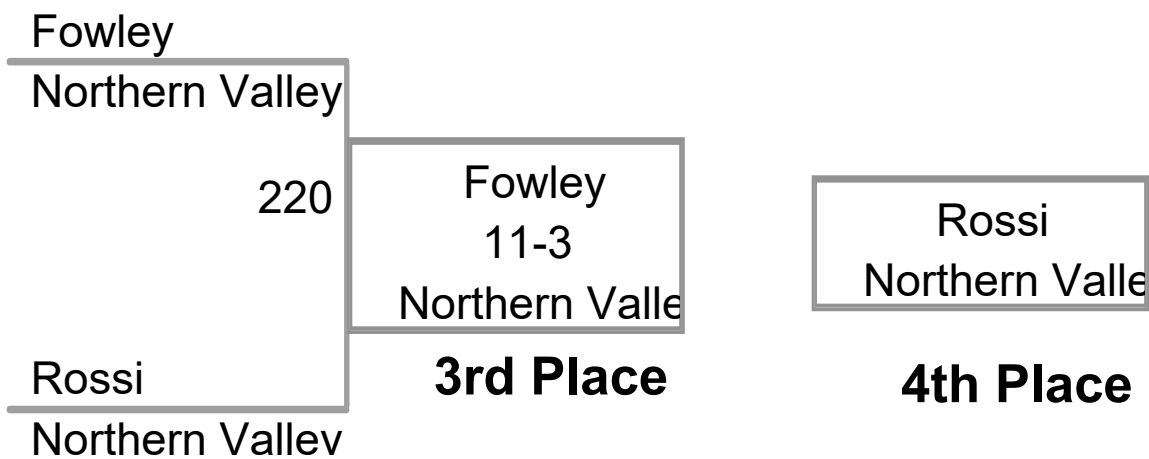 Fowley
Northern Valley
220
Fowley
11-3
Northern Valle
3rd Place
Rossi
Northern Valle
4th Place
Rossi
Northern Valley